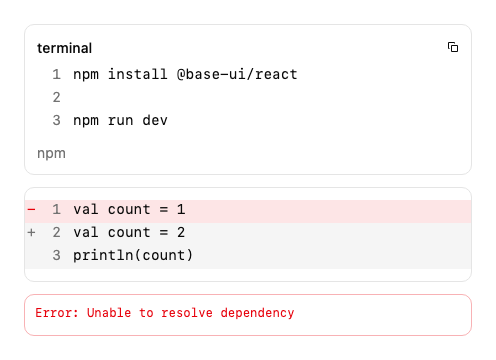 terminal
1 npm install @base-ui/react
2
3 npm run dev
npm
- 1 val count = 1
+ 2 val count = 2
3 println(count)
Error: Unable to resolve dependency